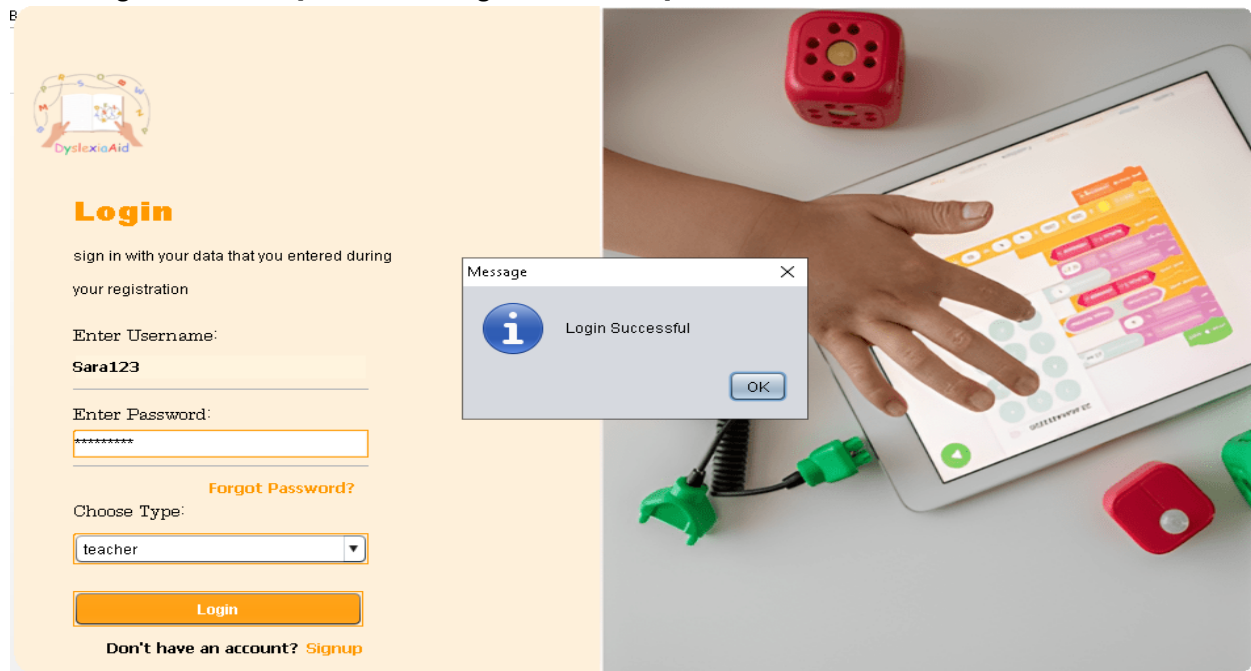 DyslexiaAid
Login
sign in with your data that you entered during
your registration
Enter Username:
Sara123
Enter Password:
*********
Forgot Password?
Choose Type:
teacher
Login
Don't have an account? Signup
Message
Login Successful
OK